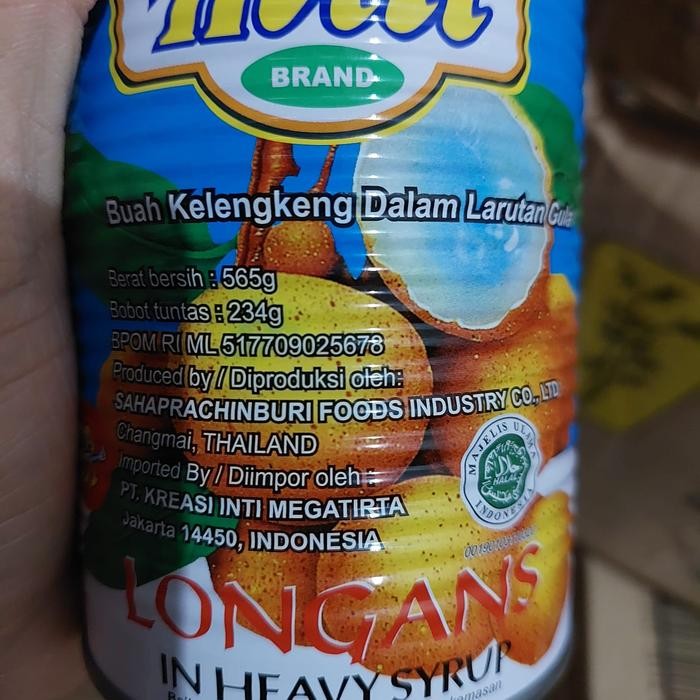 BRAND
Buah Kelengkeng Dalam Larutan Gula
Berat bersih : 565g
Bobot tuntas : 234g
BPOM RI ML 517709025678
Produced by / Diproduksi oleh:
SAHAPRACHINBURI FOODS INDUSTRY CO., LTD
Changmai, THAILAND
Imported By / Diimpor oleh :
PT. KREASI INTI MEGATIRTA
Jakarta 14450, INDONESIA
MAJELIS ULAMA
حلال
HALAL
INDONESIA
LONGANS
IN HEAVY SYRUP